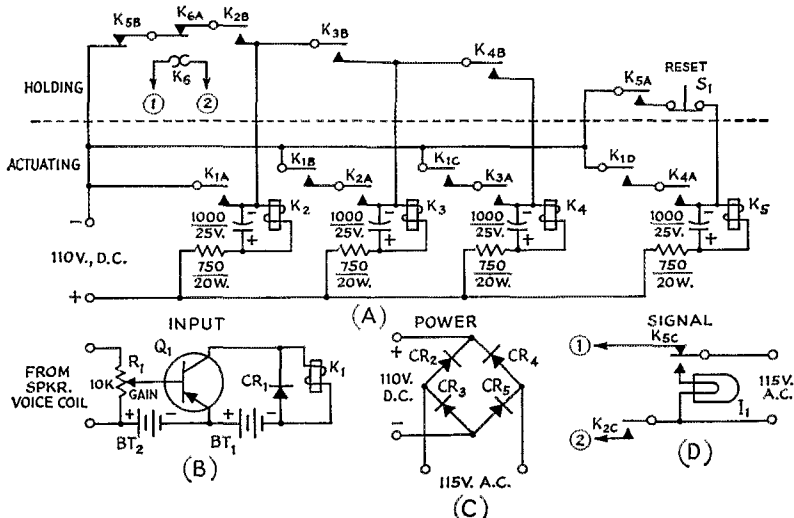 K5B K6A K2B
K3B
K4B
K6
① ②
HOLDING
K5A
RESET
S1
ACTUATING
K1A
K1B
K2A
K1C
K3A
K1D
K4A
−
110V., D.C.
+
1000
25V.
−
+
K2
750
20W.
1000
25V.
−
+
K3
750
20W.
1000
25V.
−
+
K4
750
20W.
1000
25V.
−
+
K5
750
20W.
(A)
INPUT
Q1
FROM
SPKR.
VOICE COIL
R1
10K
GAIN
+ −
BT2
+ −
BT1
CR1
K1
(B)
POWER
+
110V.
D.C.
−
CR2
CR4
CR3
CR5
115V. A.C.
(C)
SIGNAL
①
K5C
115V.
A.C.
I1
② K2C
(D)